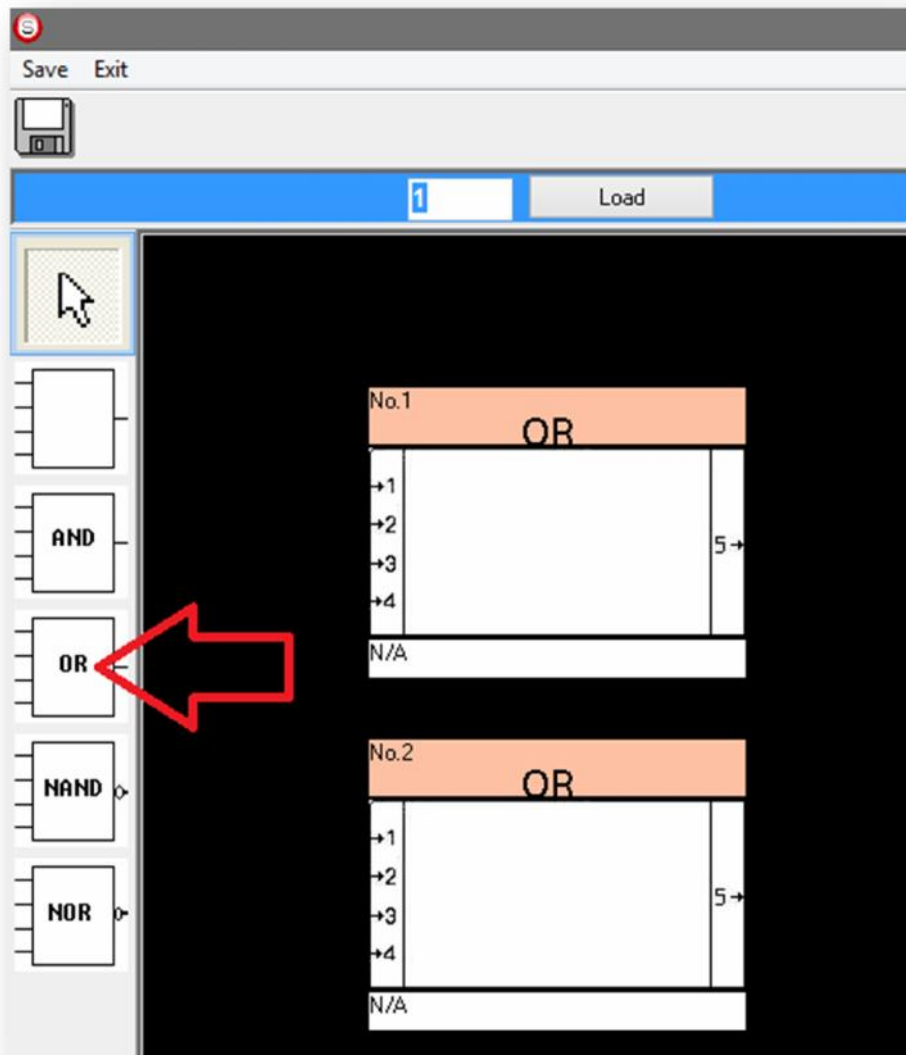 S
Save Exit
1 Load
AND
OR
NAND
NOR
No.1
OR
→1
→2
→3
→4
5→
N/A
No.2
OR
→1
→2
→3
→4
5→
N/A